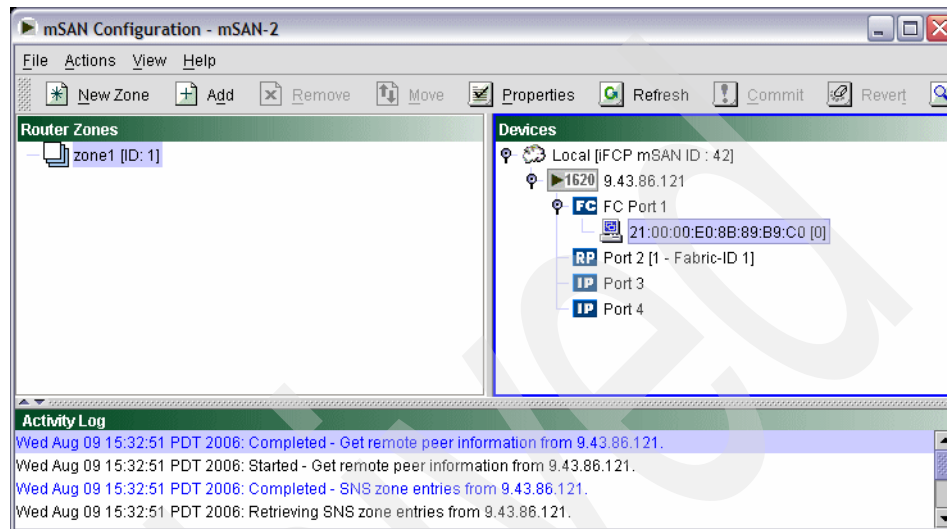 mSAN Configuration - mSAN-2
File Actions View Help
New Zone Add Remove Move Properties Refresh Commit Revert
Router Zones
zone1 [ID: 1]
Devices
Local [iFCP mSAN ID : 42]
1620 9.43.86.121
FC FC Port 1
21:00:00:E0:8B:89:B9:C0 [0]
RP Port 2 [1 - Fabric-ID 1]
IP Port 3
IP Port 4
Activity Log
Wed Aug 09 15:32:51 PDT 2006: Completed - Get remote peer information from 9.43.86.121.
Wed Aug 09 15:32:51 PDT 2006: Started - Get remote peer information from 9.43.86.121.
Wed Aug 09 15:32:51 PDT 2006: Completed - SNS zone entries from 9.43.86.121.
Wed Aug 09 15:32:51 PDT 2006: Retrieving SNS zone entries from 9.43.86.121.